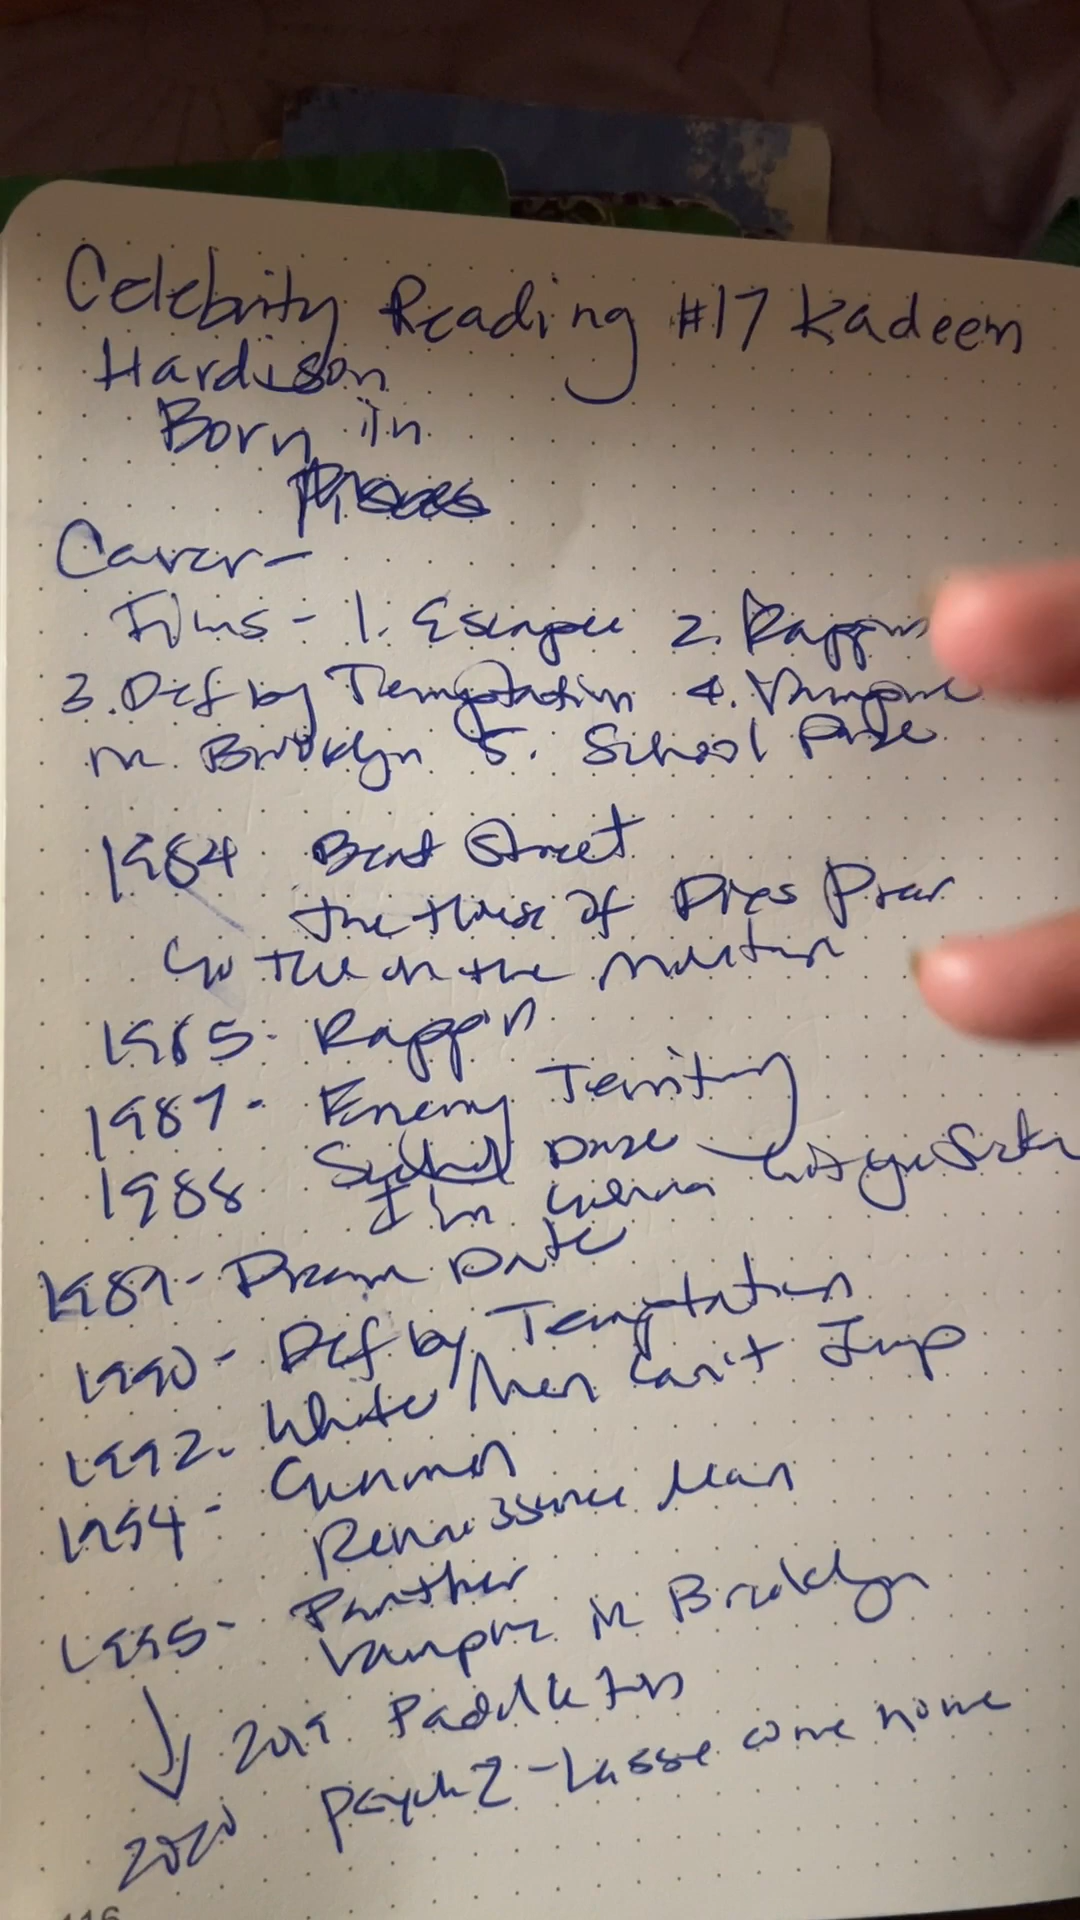 Celebrity Reading #17 Kadeem
Hardison
Born in
Pisces
Career-
Films - 1. Escapee 2. Rappin
3. Def by Temptation 4. Vampire
in Brooklyn 5. School Daze
1984 Beat Street
The House of Dies Drear
Go Tell it on the Mountain
1985- Rappin
1987- Enemy Territory
1988 School Daze
I'm Gonna Git You Sucka
1989- Dream Date
1990- Def by Temptation
1992- White Men Can't Jump
1994- Gunmen
Renaissance Man
1995- Panther
Vampire in Brooklyn
2019 Paddleton
2020 Psych 2 - Lassie come home
116